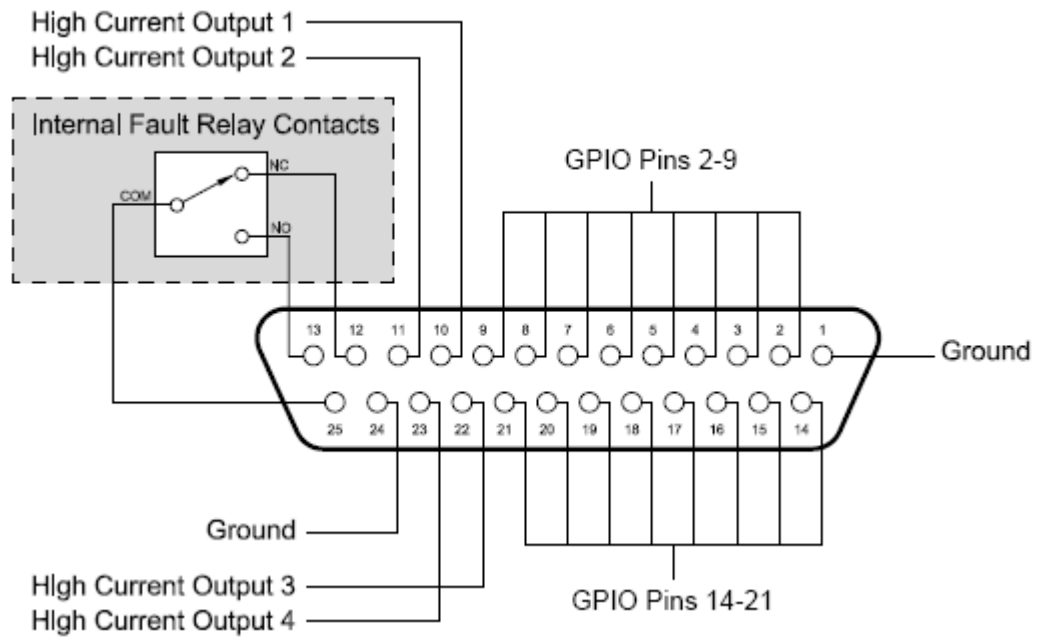 High Current Output 1
High Current Output 2
Internal Fault Relay Contacts
NC
COM
NO
GPIO Pins 2-9
13 12 11 10 9 8 7 6 5 4 3 2 1
Ground
25 24 23 22 21 20 19 18 17 16 15 14
Ground
High Current Output 3
High Current Output 4
GPIO Pins 14-21